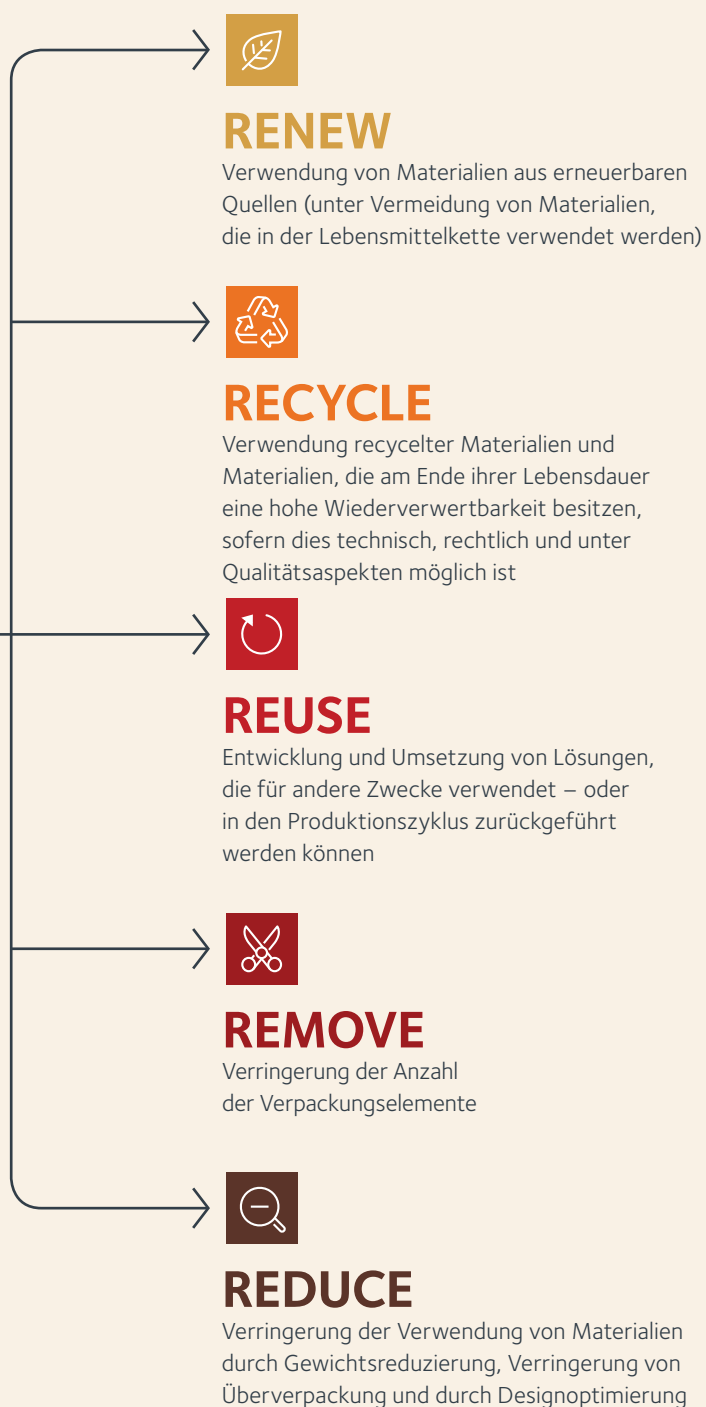 RENEW
Verwendung von Materialien aus erneuerbaren
Quellen (unter Vermeidung von Materialien,
die in der Lebensmittelkette verwendet werden)
RECYCLE
Verwendung recycelter Materialien und
Materialien, die am Ende ihrer Lebensdauer
eine hohe Wiederverwertbarkeit besitzen,
sofern dies technisch, rechtlich und unter
Qualitätsaspekten möglich ist
REUSE
Entwicklung und Umsetzung von Lösungen,
die für andere Zwecke verwendet – oder
in den Produktionszyklus zurückgeführt
werden können
REMOVE
Verringerung der Anzahl
der Verpackungselemente
REDUCE
Verringerung der Verwendung von Materialien
durch Gewichtsreduzierung, Verringerung von
Überverpackung und durch Designoptimierung